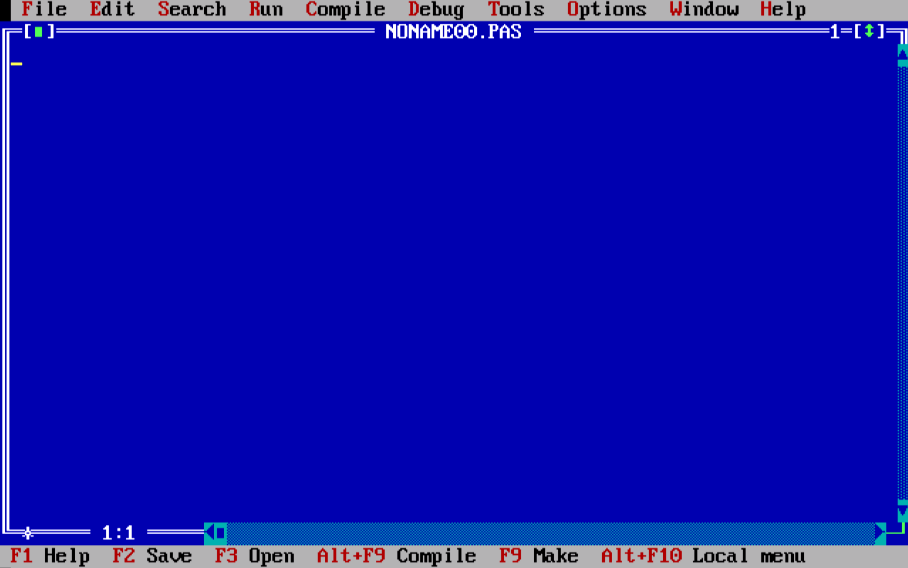 File Edit Search Run Compile Debug Tools Options Window Help
[■] NONAME00.PAS 1=[↕]
1:1
F1 Help F2 Save F3 Open Alt+F9 Compile F9 Make Alt+F10 Local menu